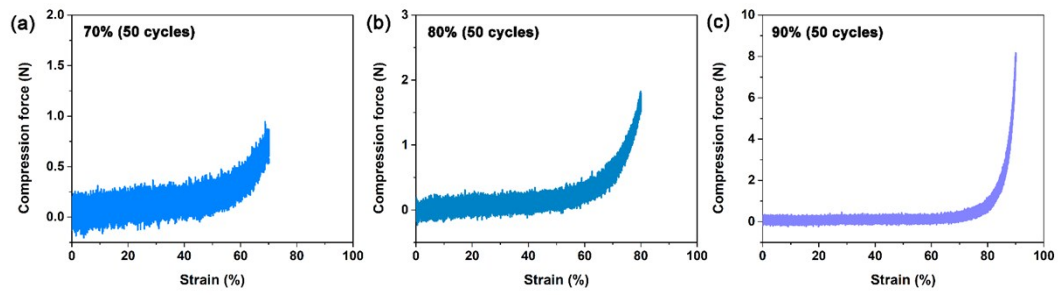 (a)
70% (50 cycles)
Compression force (N)
2.0
1.5
1.0
0.5
0.0
0 20 40 60 80 100
Strain (%)
(b)
80% (50 cycles)
Compression force (N)
3
2
1
0
0 20 40 60 80 100
Strain (%)
(c)
90% (50 cycles)
Compression force (N)
10
8
6
4
2
0
0 20 40 60 80 100
Strain (%)